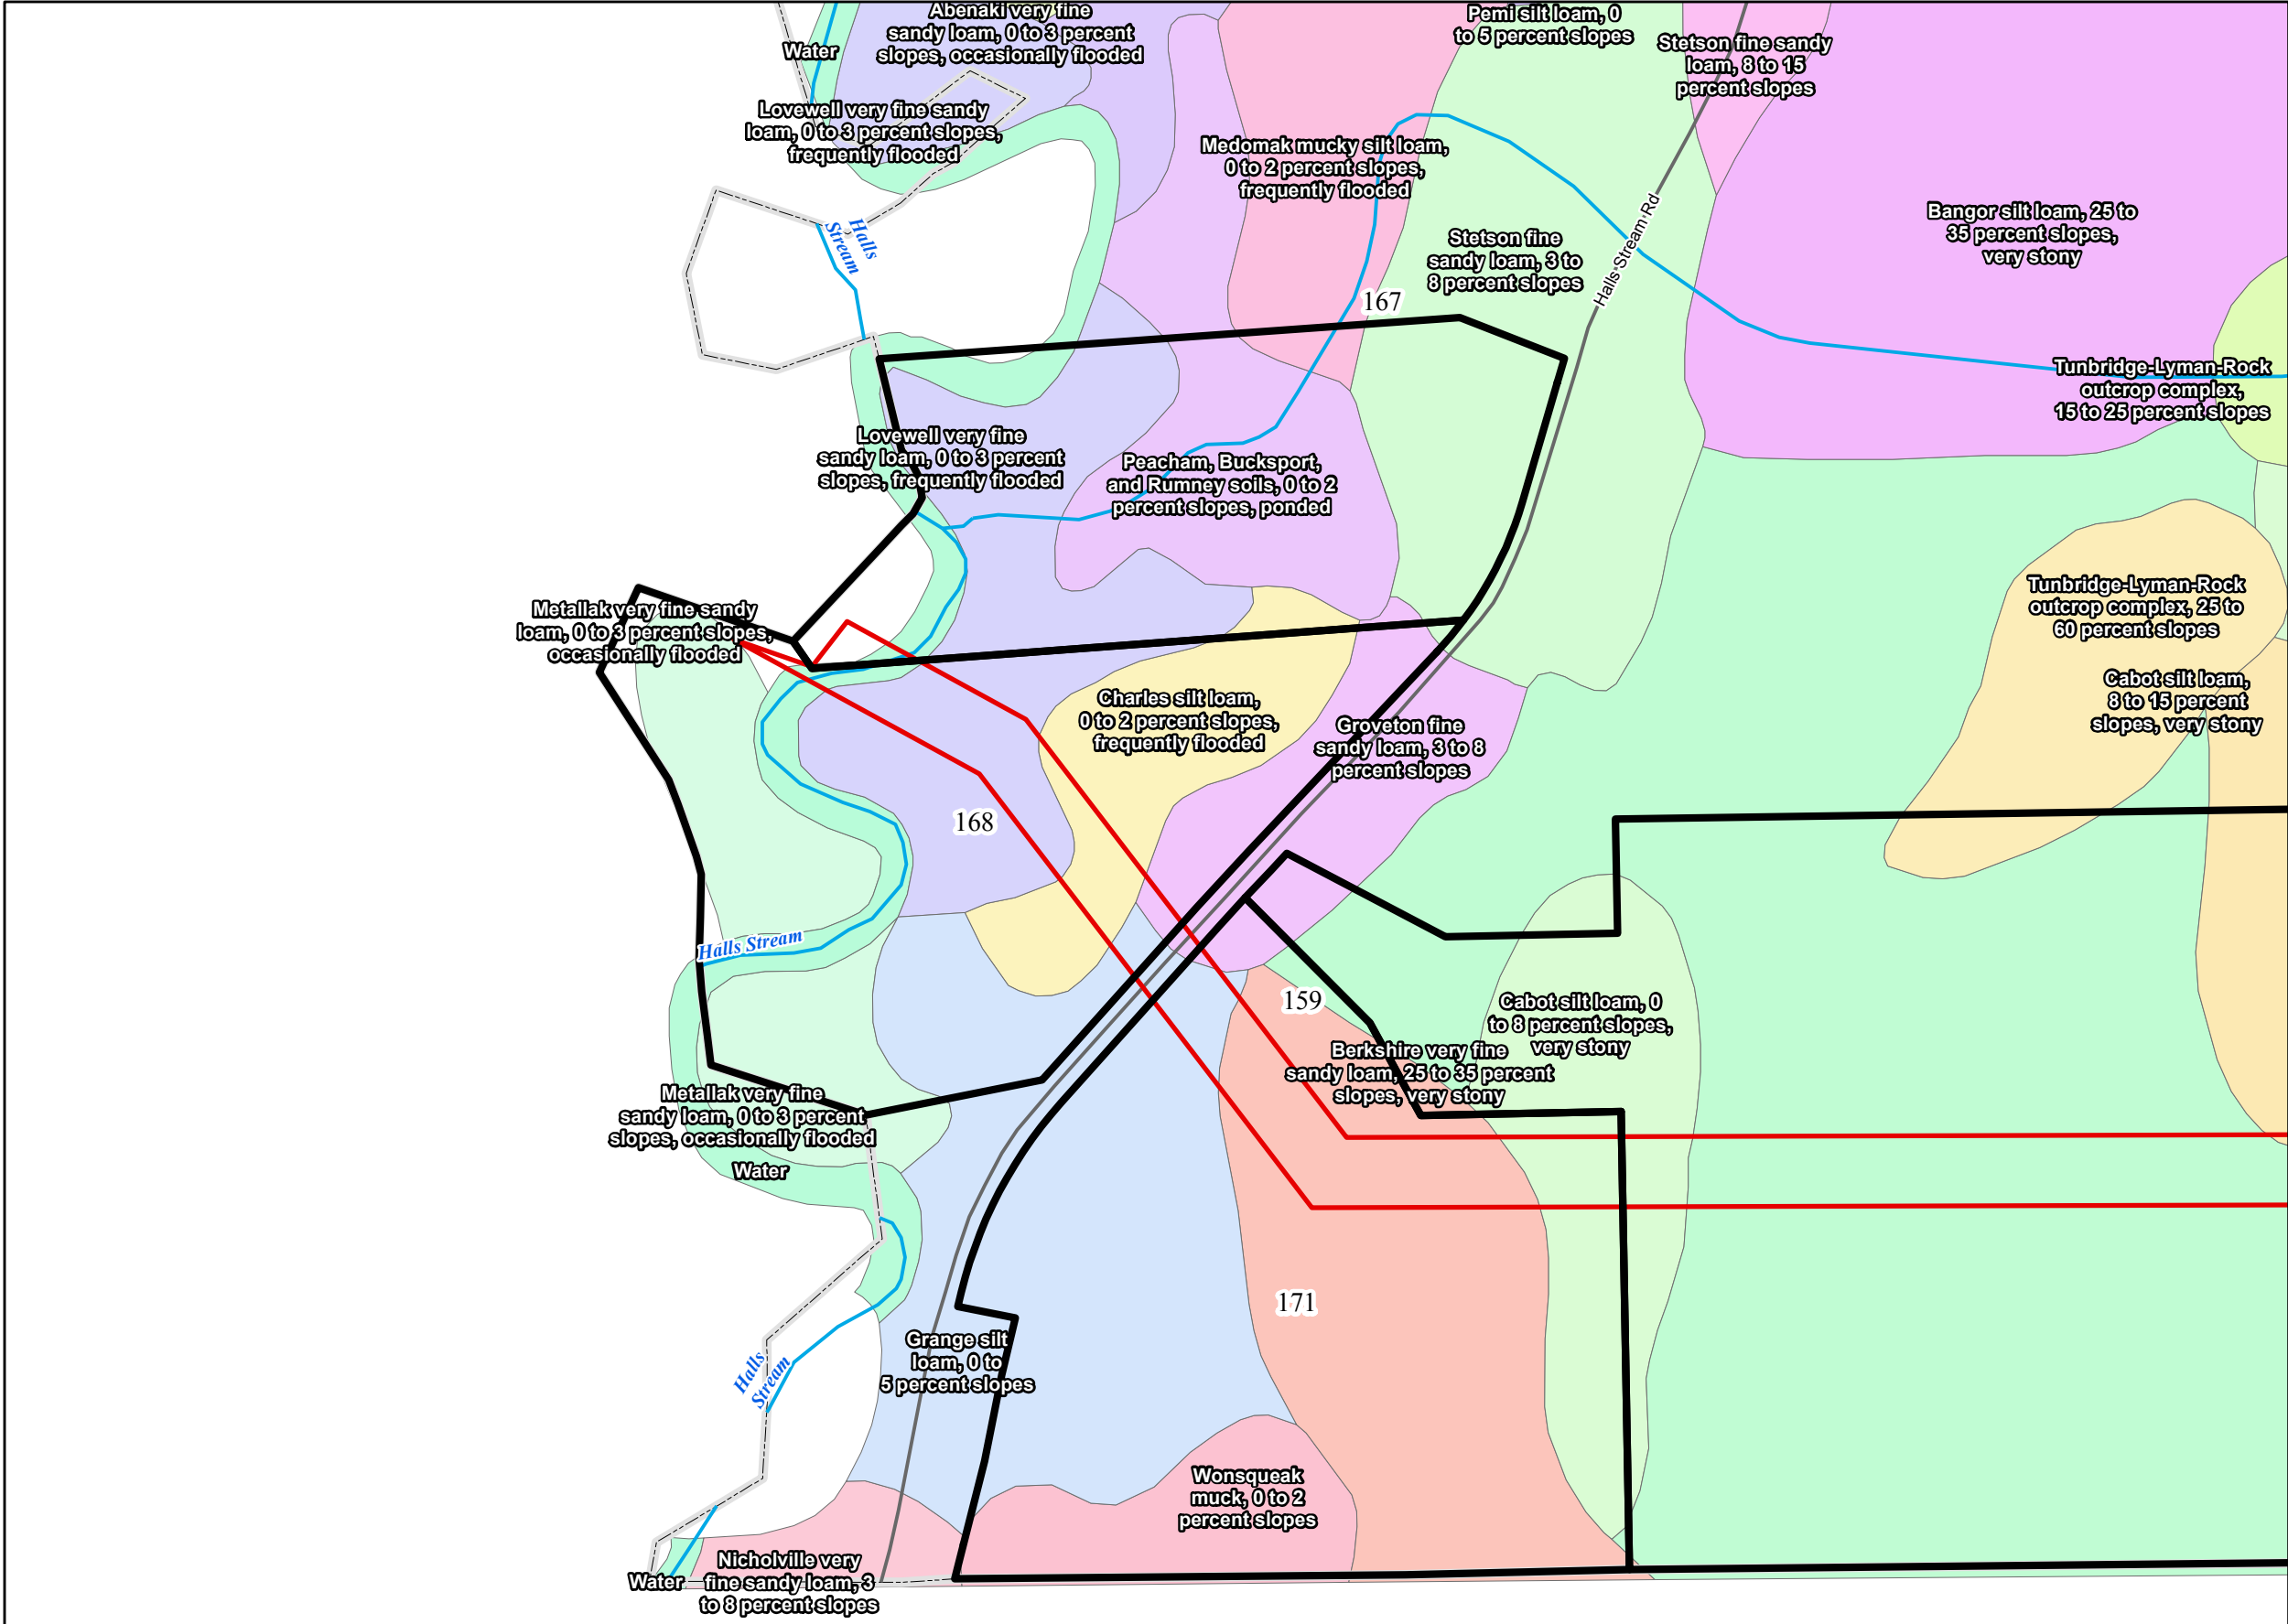 Abenaki very fine
sandy loam, 0 to 3 percent
slopes, occasionally flooded
Water
Pemi silt loam, 0
to 5 percent slopes
Stetson fine sandy
loam, 8 to 15
percent slopes
Lovewell very fine sandy
loam, 0 to 3 percent slopes,
frequently flooded
Medomak mucky silt loam,
0 to 2 percent slopes,
frequently flooded
Halls
Stream
Halls Stream Rd
Bangor silt loam, 25 to
35 percent slopes,
very stony
Stetson fine
sandy loam, 3 to
8 percent slopes
167
Tunbridge-Lyman-Rock
outcrop complex,
15 to 25 percent slopes
Lovewell very fine
sandy loam, 0 to 3 percent
slopes, frequently flooded
Peacham, Bucksport,
and Rumney soils, 0 to 2
percent slopes, ponded
Metallak very fine sandy
loam, 0 to 3 percent slopes,
occasionally flooded
Tunbridge-Lyman-Rock
outcrop complex, 25 to
60 percent slopes
Cabot silt loam,
8 to 15 percent
slopes, very stony
Charles silt loam,
0 to 2 percent slopes,
frequently flooded
Groveton fine
sandy loam, 3 to 8
percent slopes
168
Halls Stream
159
Cabot silt loam, 0
to 8 percent slopes,
very stony
Berkshire very fine
sandy loam, 25 to 35 percent
slopes, very stony
Metallak very fine
sandy loam, 0 to 3 percent
slopes, occasionally flooded
Water
171
Grange silt
loam, 0 to
5 percent slopes
Halls
Stream
Wonsqueak
muck, 0 to 2
percent slopes
Water
Nicholville very
fine sandy loam, 3
to 8 percent slopes